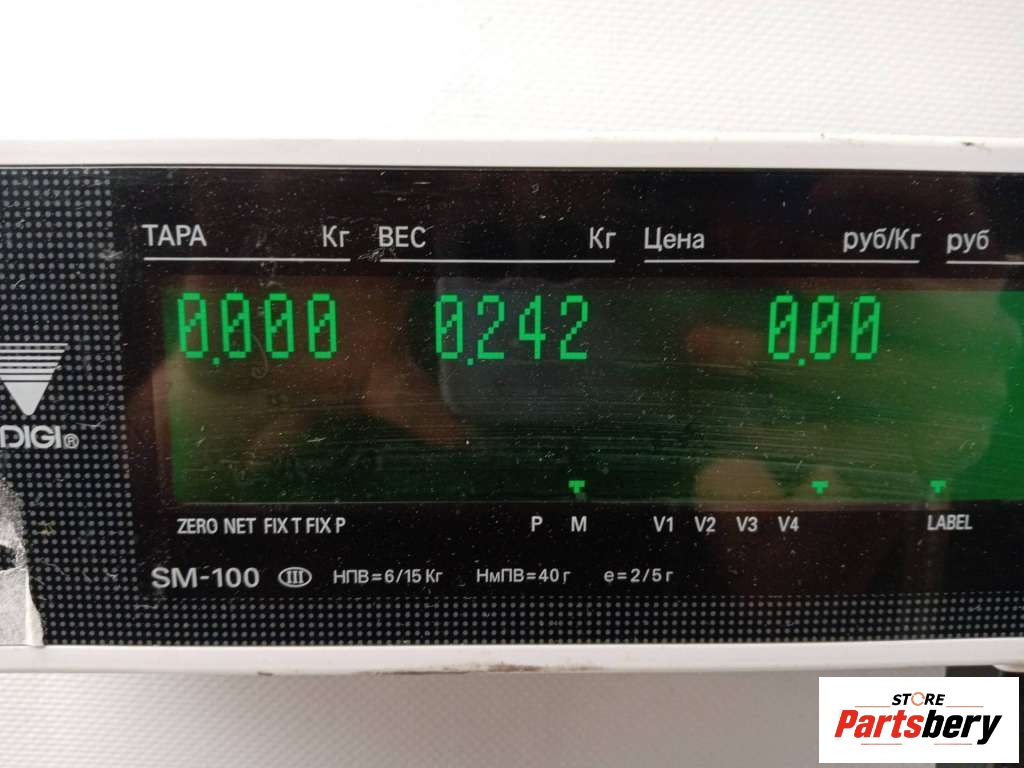 ТАРА Кг ВЕС Кг Цена руб/Кг руб
0.000 0.242 0.00
DIGI®
ZERO NET FIX T FIX P P M V1 V2 V3 V4 LABEL
SM-100 III НПВ=6/15 Кг НмПВ=40 г e=2/5 г
STORE
Partsbery